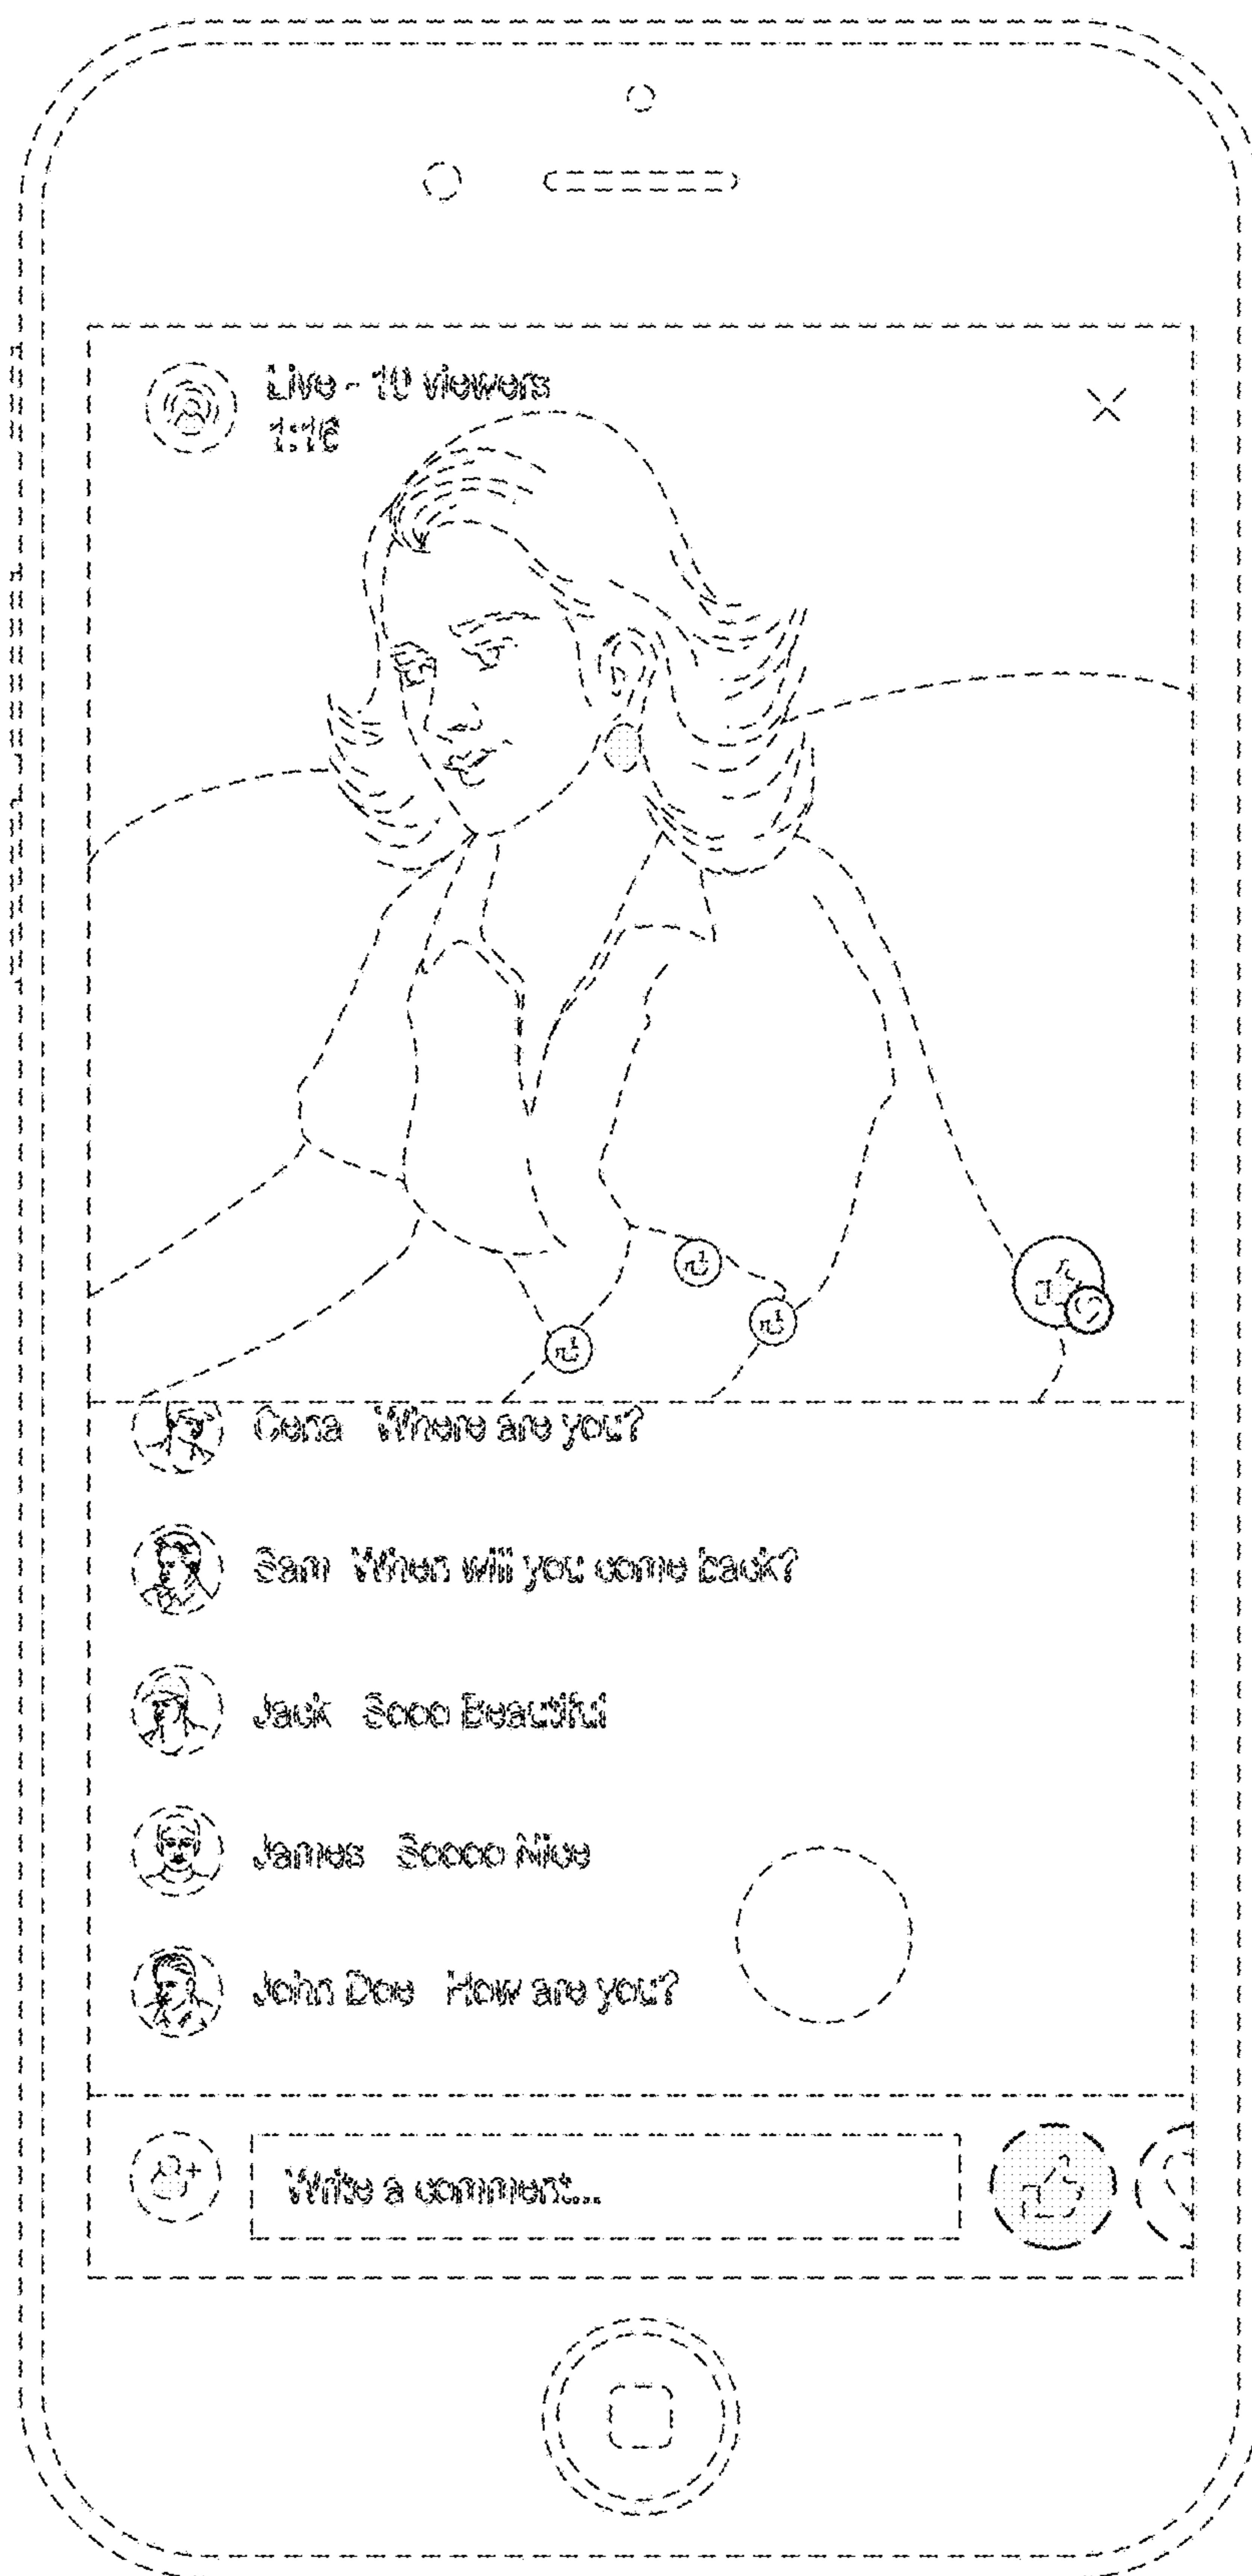 Live - 10 viewers
1:16
Cena Where are you?
Sam When will you come back?
Jack Sooo Beautiful
James Soooo Nice
John Doe How are you?
Write a comment...